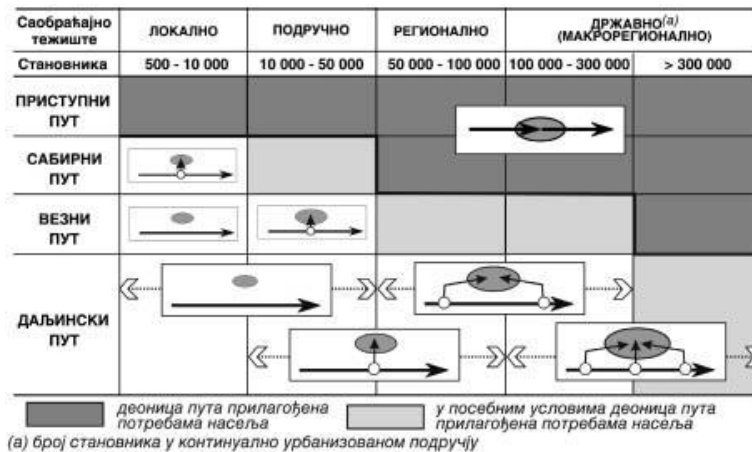 Саобраћајно
тежиште
ЛОКАЛНО
ПОДРУЧНО
РЕГИОНАЛНО
ДРЖАВНО(а)
(МАКРОРЕГИОНАЛНО)
Становника
500 - 10 000
10 000 - 50 000
50 000 - 100 000
100 000 - 300 000
> 300 000
ПРИСТУПНИ
ПУТ
САБИРНИ
ПУТ
ВЕЗНИ
ПУТ
ДАЉИНСКИ
ПУТ
деоница пута прилагођена
потребама насеља
у посебним условима деоница пута
прилагођена потребама насеља
(а) број становника у континуално урбанизованом подручју